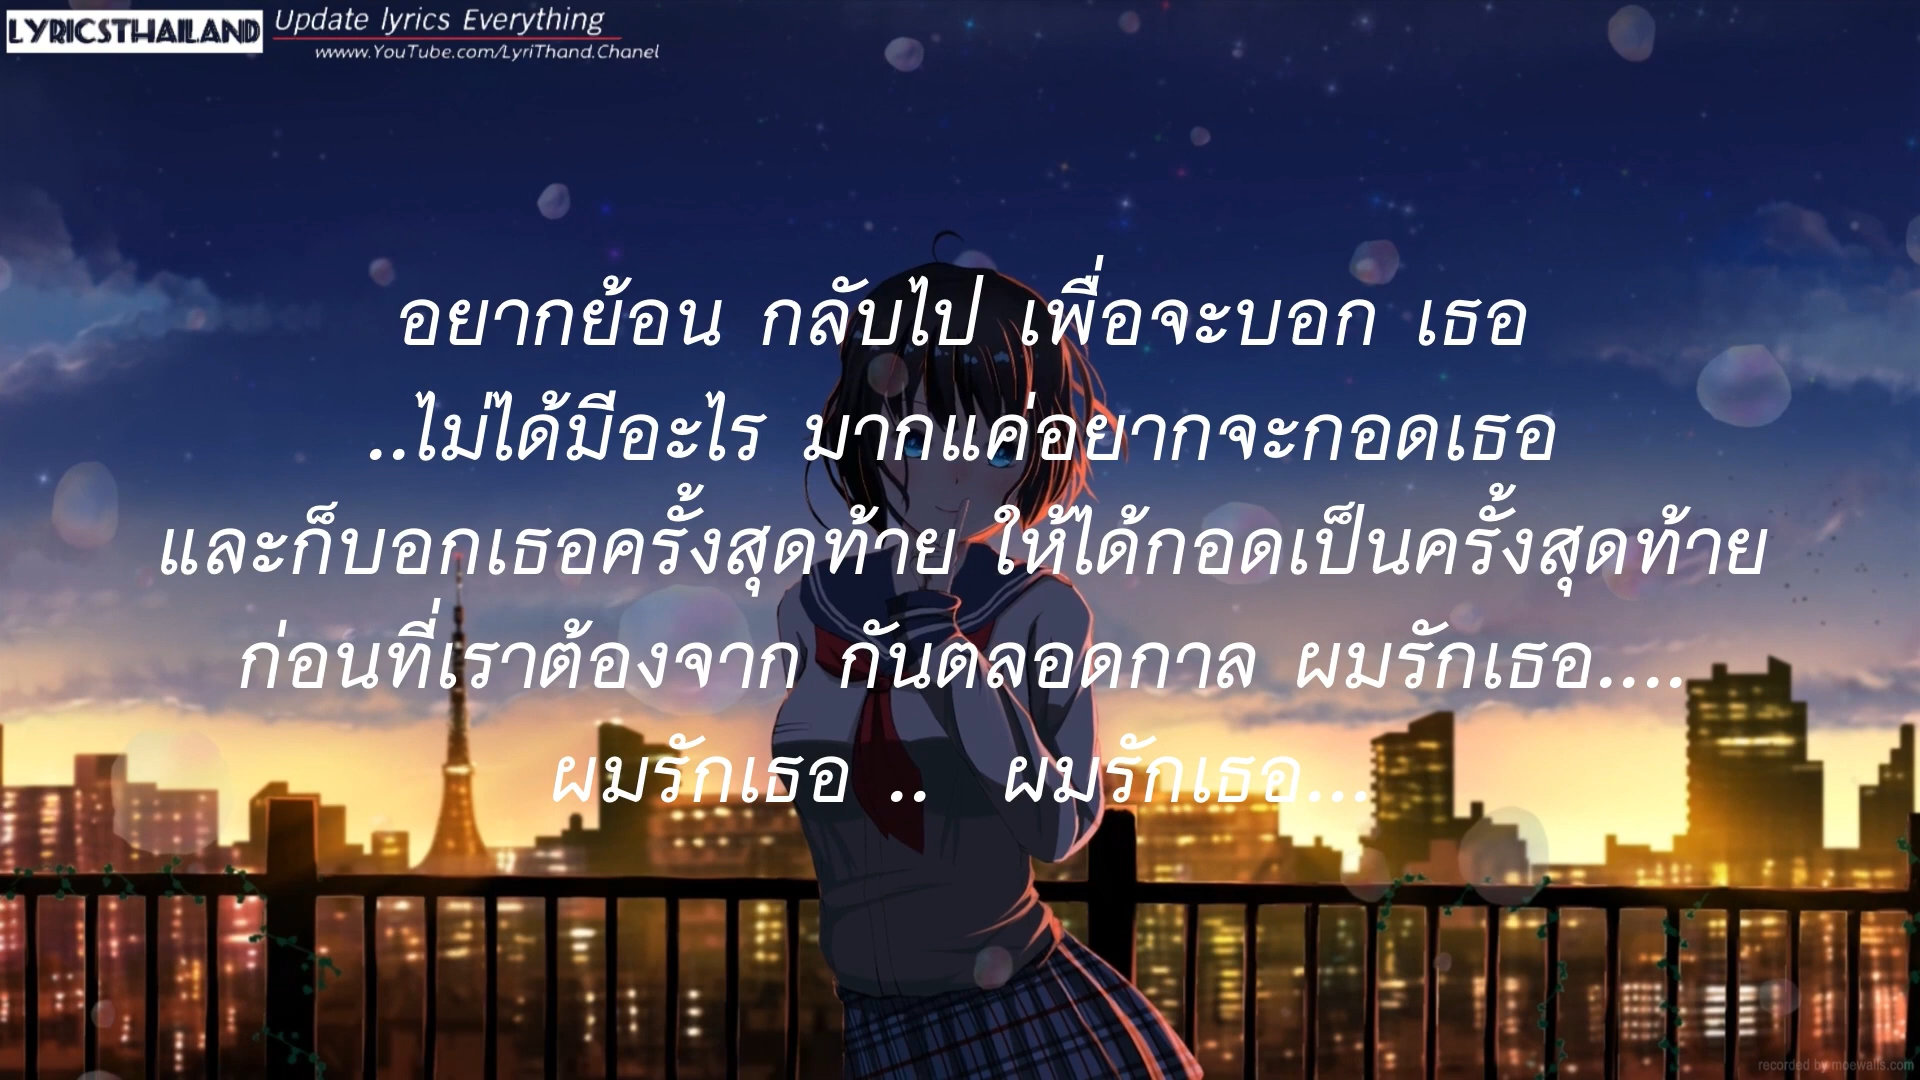 LYRICSTHAILAND
Update lyrics Everything
www.YouTube.com/LyriThand.Chanel
อยากย้อน กลับไป เพื่อจะบอก เธอ
..ไม่ได้มีอะไร มากแค่อยากจะกอดเธอ
และก็บอกเธอครั้งสุดท้าย ให้ได้กอดเป็นครั้งสุดท้าย
ก่อนที่เราต้องจาก กันตลอดกาล ผมรักเธอ....
ผมรักเธอ .. ผมรักเธอ...
recorded by moewalls.com